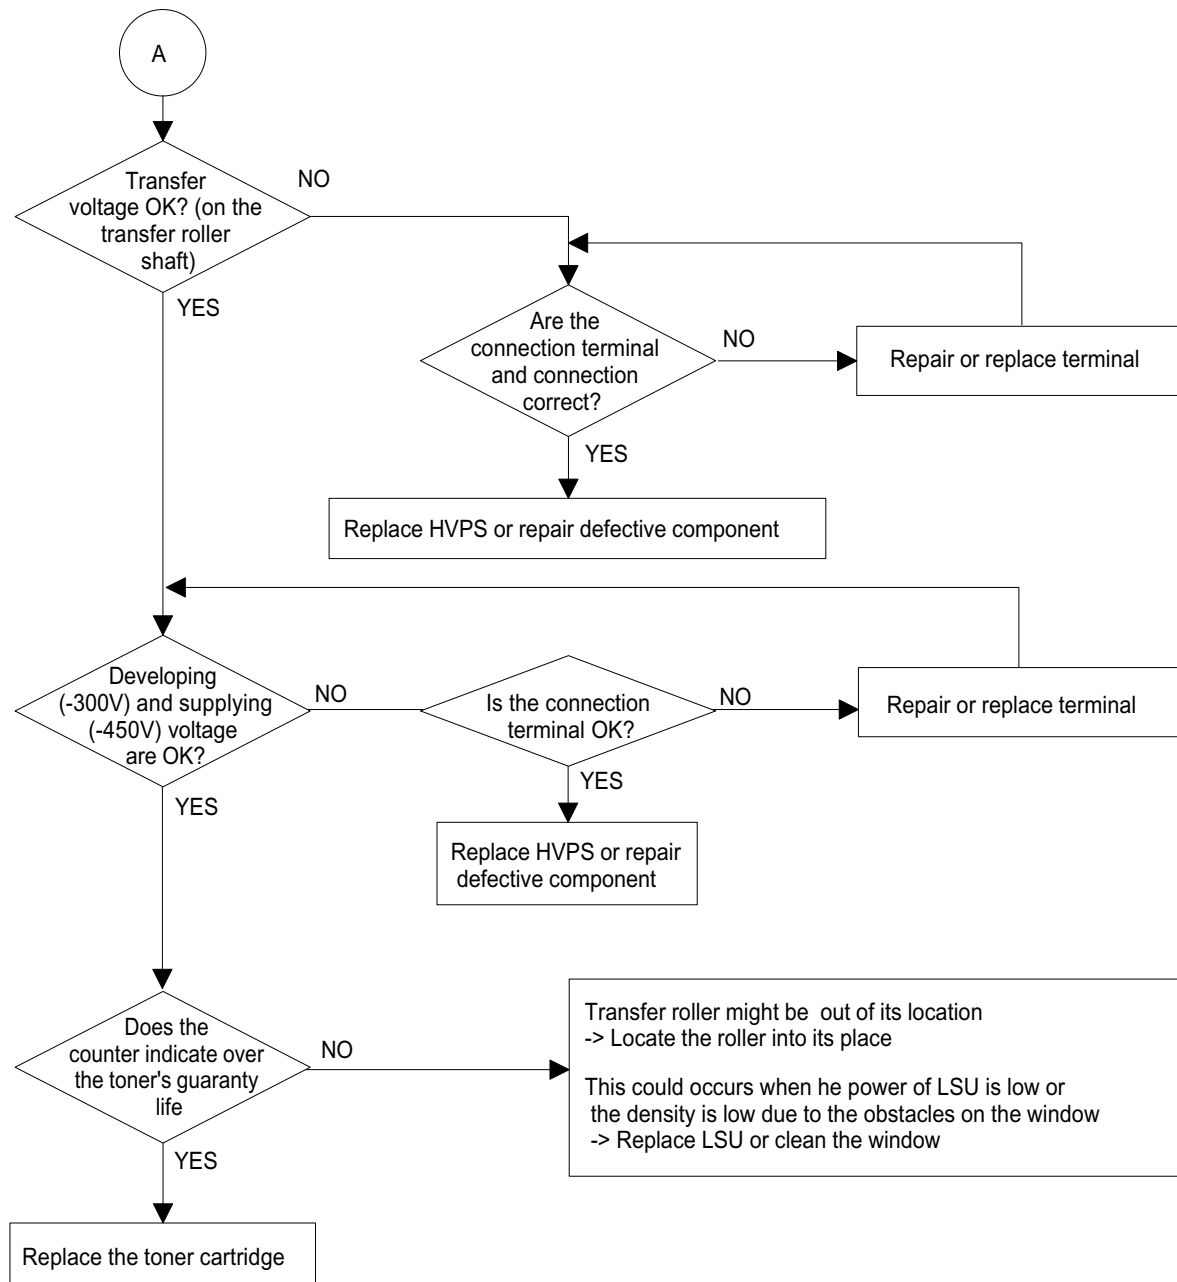 A
Transfer
voltage OK? (on the
transfer roller
shaft)
NO
YES
Are the
connection terminal
and connection
correct?
NO
Repair or replace terminal
YES
Replace HVPS or repair defective component
Developing
(-300V) and supplying
(-450V) voltage
are OK?
NO
Is the connection
terminal OK?
NO
Repair or replace terminal
YES
YES
Replace HVPS or repair
defective component
Does the
counter indicate over
the toner's guaranty
life
NO
Transfer roller might be out of its location
-> Locate the roller into its place
This could occurs when he power of LSU is low or
the density is low due to the obstacles on the window
-> Replace LSU or clean the window
YES
Replace the toner cartridge